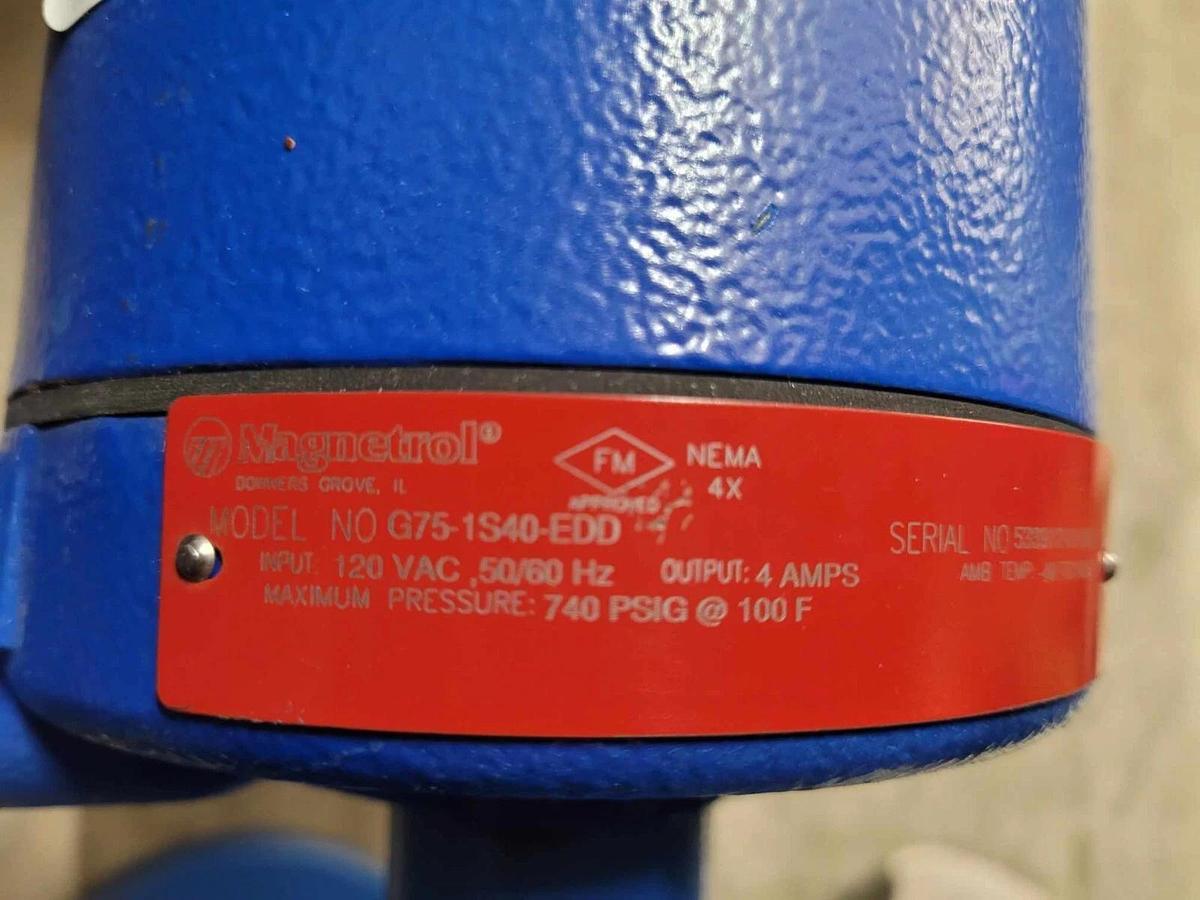 Magnetrol®
DOWNERS GROVE, IL
FM
APPROVED
NEMA
4X
MODEL NO G75-1S40-EDD
SERIAL NO
INPUT: 120 VAC ,50/60 Hz OUTPUT: 4 AMPS
AMB TEMP:
MAXIMUM PRESSURE: 740 PSIG @ 100 F